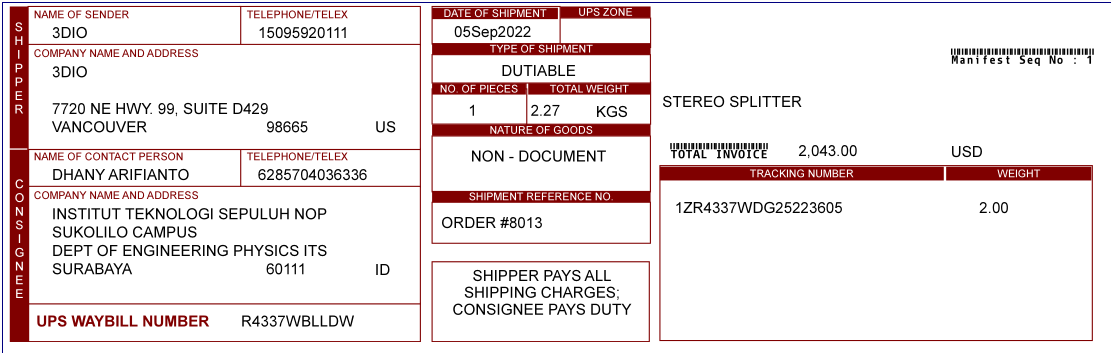 SHIPPER
NAME OF SENDER TELEPHONE/TELEX
3DIO 15095920111
COMPANY NAME AND ADDRESS
3DIO
7720 NE HWY. 99, SUITE D429
VANCOUVER 98665 US
CONSIGNEE
NAME OF CONTACT PERSON TELEPHONE/TELEX
DHANY ARIFIANTO 6285704036336
COMPANY NAME AND ADDRESS
INSTITUT TEKNOLOGI SEPULUH NOP
SUKOLILO CAMPUS
DEPT OF ENGINEERING PHYSICS ITS
SURABAYA 60111 ID
UPS WAYBILL NUMBER R4337WBLLDW
DATE OF SHIPMENT UPS ZONE
05Sep2022
TYPE OF SHIPMENT
DUTIABLE
NO. OF PIECES TOTAL WEIGHT
1 2.27 KGS
NATURE OF GOODS
NON - DOCUMENT
SHIPMENT REFERENCE NO.
ORDER #8013
SHIPPER PAYS ALL
SHIPPING CHARGES;
CONSIGNEE PAYS DUTY
Manifest Seq No : 1
STEREO SPLITTER
TOTAL INVOICE 2,043.00 USD
TRACKING NUMBER WEIGHT
1ZR4337WDG25223605 2.00